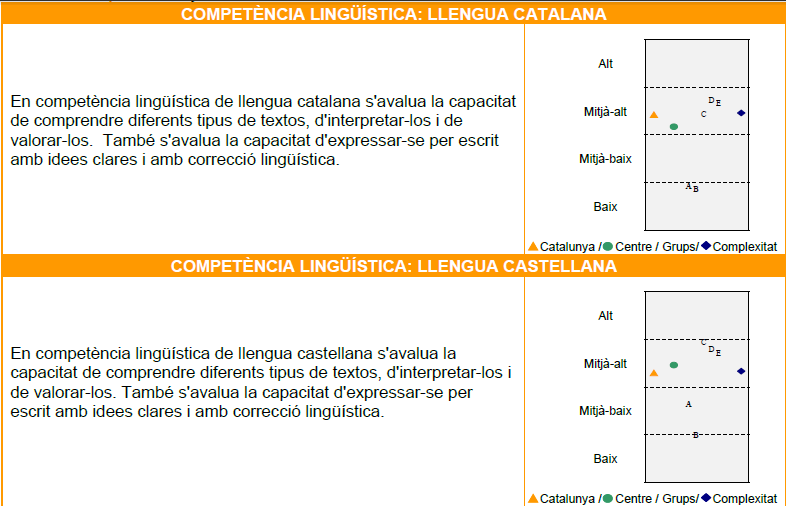 COMPETÈNCIA LINGÜÍSTICA: LLENGUA CATALANA
En competència lingüística de llengua catalana s'avalua la capacitat
de comprendre diferents tipus de textos, d'interpretar-los i de
valorar-los. També s'avalua la capacitat d'expressar-se per escrit
amb idees clares i amb correcció lingüística.
Alt
D E
Mitjà-alt
C
Mitjà-baix
A B
Baix
Catalunya / Centre / Grups/ Complexitat
COMPETÈNCIA LINGÜÍSTICA: LLENGUA CASTELLANA
En competència lingüística de llengua castellana s'avalua la
capacitat de comprendre diferents tipus de textos, d'interpretar-los i
de valorar-los. També s'avalua la capacitat d'expressar-se per
escrit amb idees clares i amb correcció lingüística.
Alt
C
D E
Mitjà-alt
A
Mitjà-baix
B
Baix
Catalunya / Centre / Grups/ Complexitat